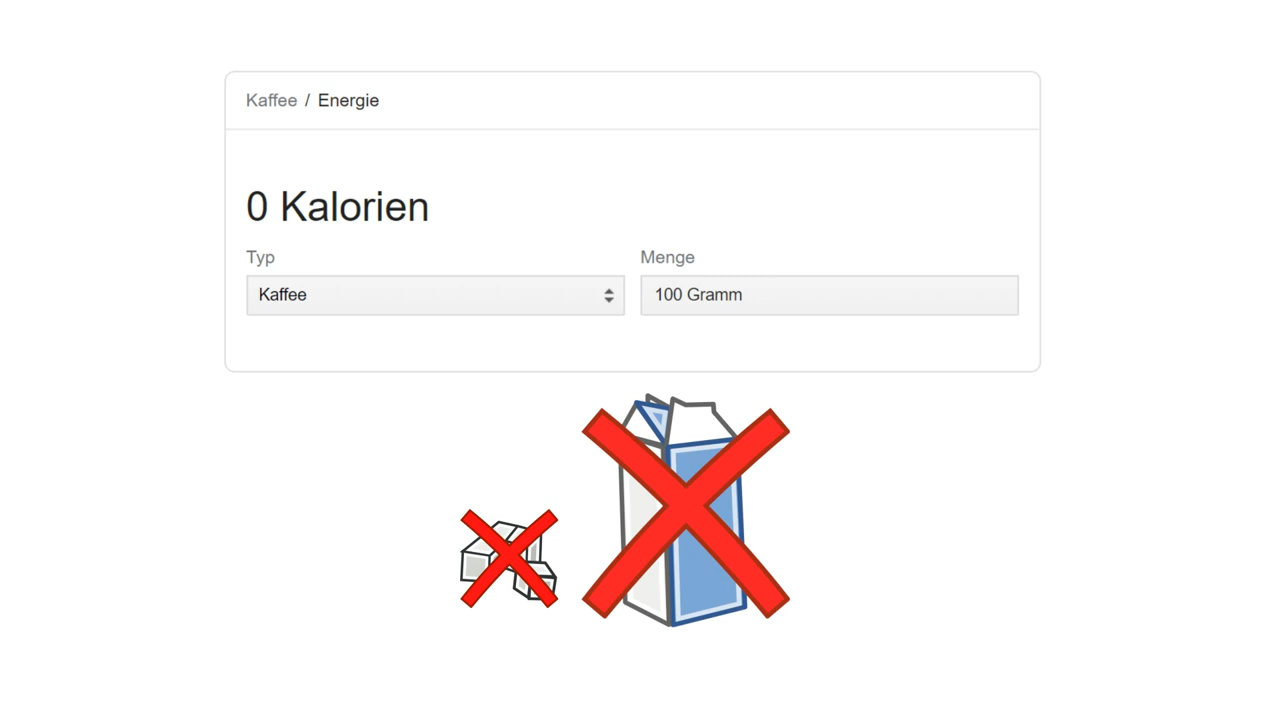 Kaffee / Energie
0 Kalorien
Typ
Menge
Kaffee
100 Gramm